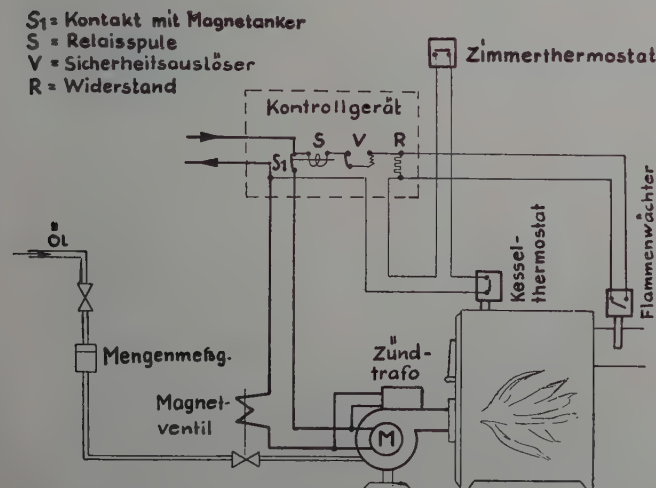 S1 = Kontakt mit Magnetanker
S = Relaisspule
V = Sicherheitsauslöser
R = Widerstand
Zimmerthermostat
Kontrollgerät
S V R
S1
Öl
Kessel-
thermostat
Flammenwächter
Mengenmeßg.
Zünd-
trafo
Magnet-
ventil
M